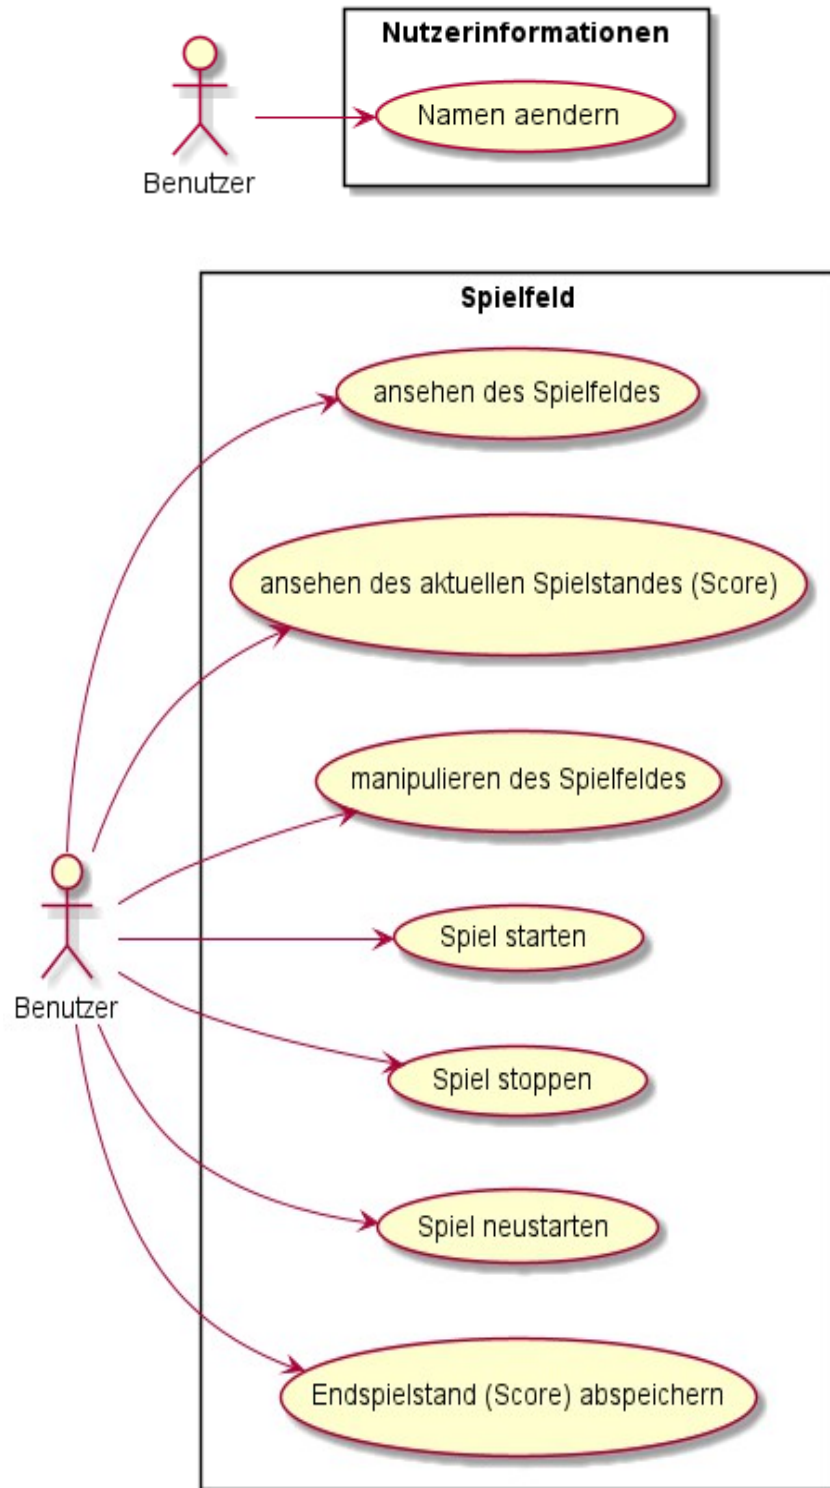 Nutzerinformationen
Namen aendern
Benutzer
Spielfeld
ansehen des Spielfeldes
ansehen des aktuellen Spielstandes (Score)
manipulieren des Spielfeldes
Spiel starten
Benutzer
Spiel stoppen
Spiel neustarten
Endspielstand (Score) abspeichern